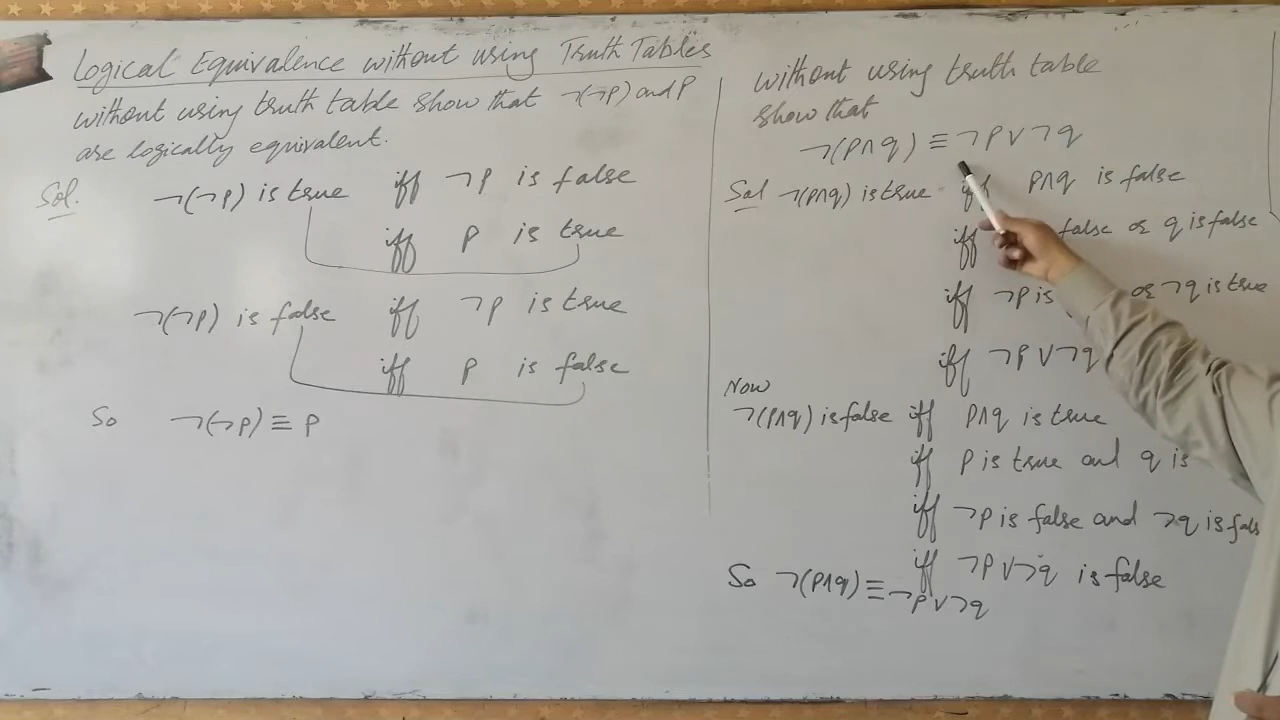 Logical Equivalence without using Truth Tables
without using truth table show that ¬(¬P) and P
are logically equivalent.
Sol. ¬(¬P) is true iff ¬P is false
iff P is true
¬(¬P) is false iff ¬P is true
iff P is false
So ¬(¬P) ≡ P
without using truth table
show that
¬(P∧q) ≡ ¬P∨¬q
Sol ¬(P∧q) is true iff P∧q is false
iff false or q is false
iff ¬P is or ¬q is true
iff ¬P∨¬q
Now
¬(P∧q) is false iff P∧q is true
iff P is true and q is
iff ¬P is false and ¬q is fals
iff ¬P∨¬q is false
So ¬(P∧q) ≡ ¬P∨¬q